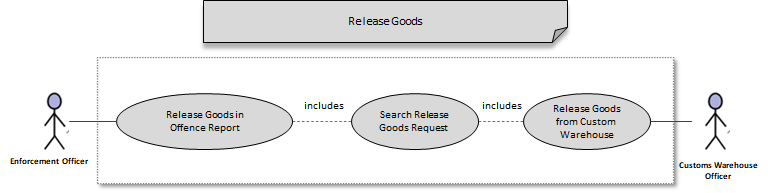 Release Goods
Release Goods in
Offence Report
includes
Search Release
Goods Request
includes
Release Goods
from Custom
Warehouse
Enforcement Officer
Customs Warehouse
Officer